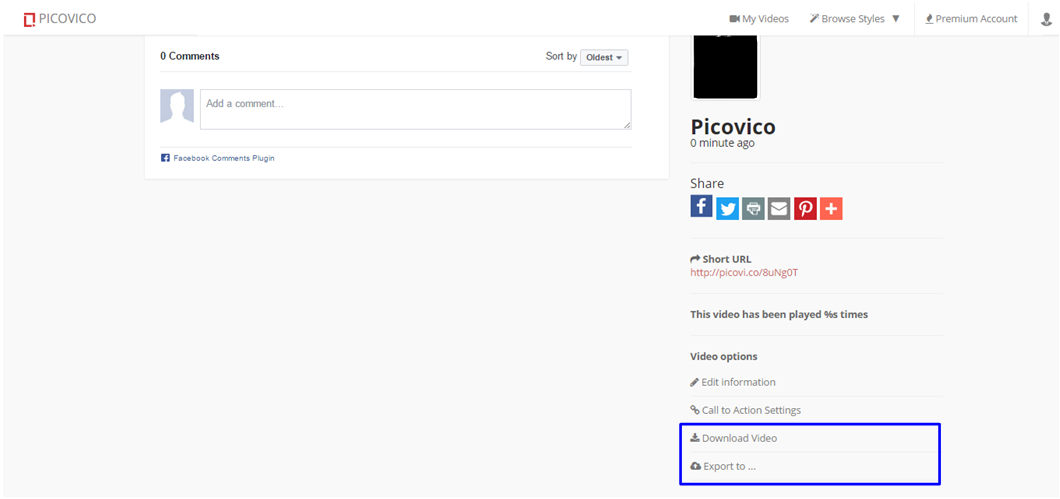 PICOVICO
My Videos
Browse Styles ▼
Premium Account
0 Comments
Sort by Oldest
Add a comment...
Facebook Comments Plugin
Picovico
0 minute ago
Share
Short URL
http://picovi.co/8uNg0T
This video has been played %s times
Video options
Edit information
Call to Action Settings
Download Video
Export to ...